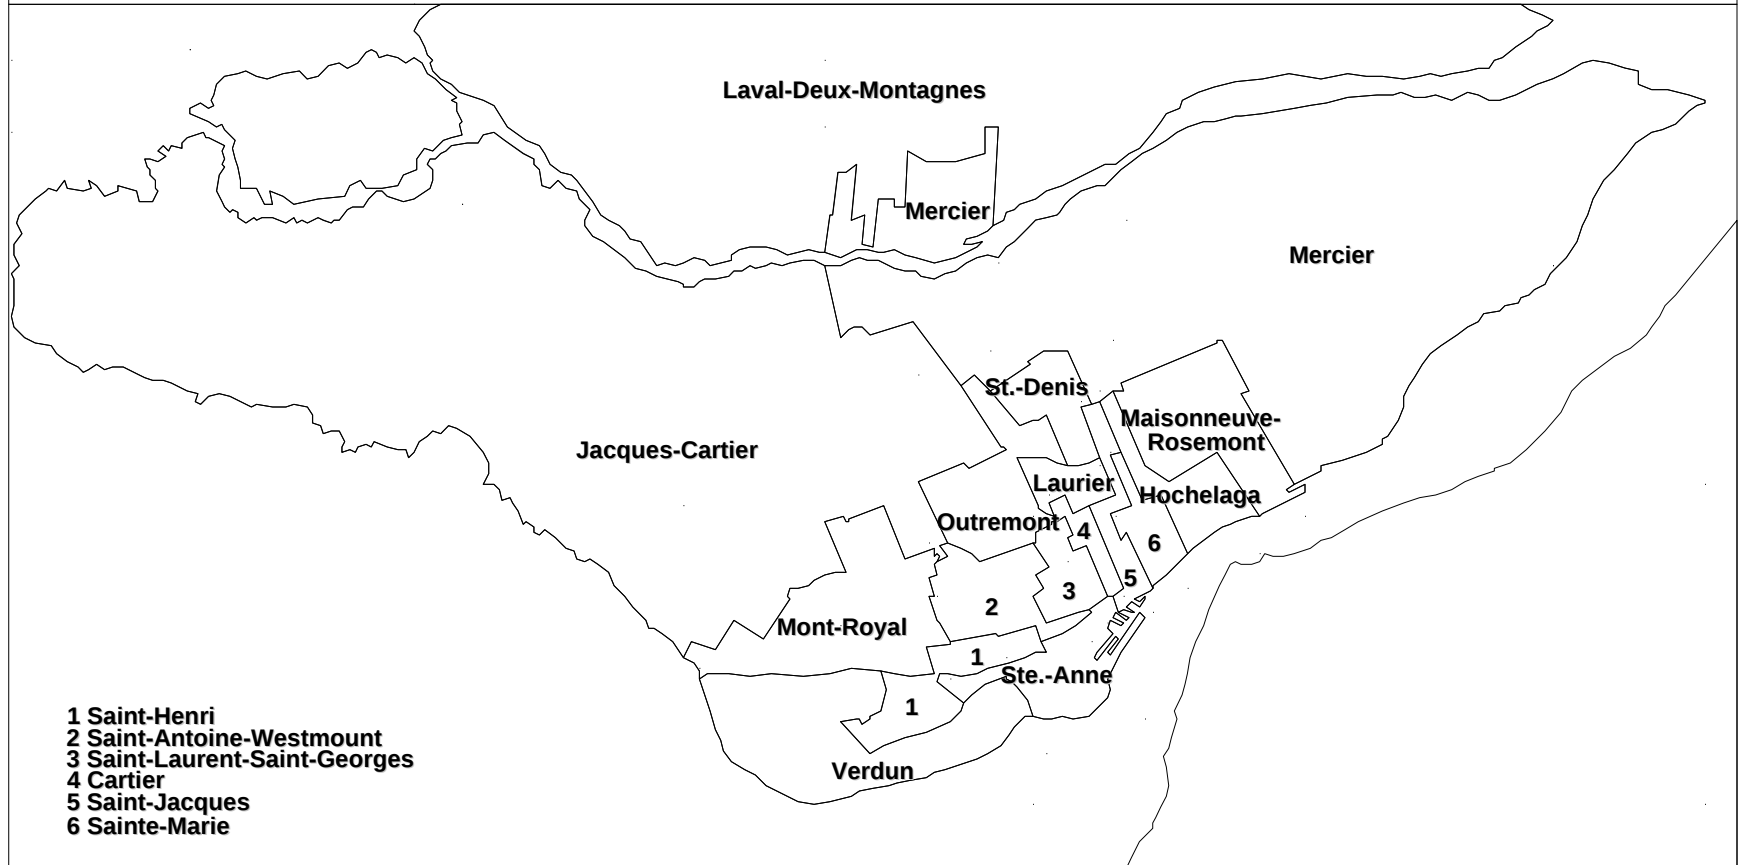 Laval-Deux-Montagnes
Mercier
Mercier
St.-Denis
Maisonneuve-
Rosemont
Jacques-Cartier
Laurier
Hochelaga
Outremont
4
6
5
3
2
Mont-Royal
1
Ste.-Anne
1
Verdun
1 Saint-Henri
2 Saint-Antoine-Westmount
3 Saint-Laurent-Saint-Georges
4 Cartier
5 Saint-Jacques
6 Sainte-Marie